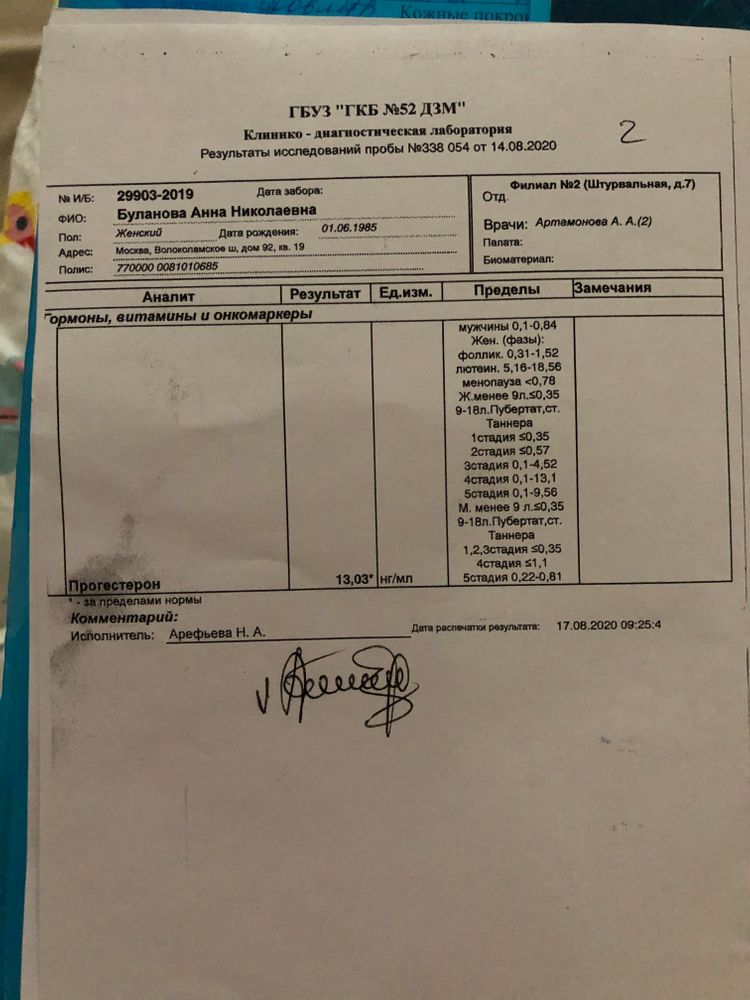 Кожные покров
ГБУЗ "ГКБ №52 ДЗМ"
Клинико - диагностическая лаборатория
Результаты исследований пробы №338 054 от 14.08.2020
2
№ И/Б: 29903-2019 Дата забора:
ФИО: Буланова Анна Николаевна
Пол: Женский Дата рождения: 01.06.1985
Адрес: Москва, Волоколамское ш, дом 92, кв. 19
Полис: 770000 0081010685
Филиал №2 (Штурвальная, д.7)
Отд.
Врачи: Артамонова А. А.(2)
Палата:
Биоматериал:
Аналит Результат Ед.изм. Пределы Замечания
Гормоны, витамины и онкомаркеры
мужчины 0,1-0,84
Жен. (фазы):
фоллик. 0,31-1,52
лютеин. 5,16-18,56
менопауза <0,78
Ж.менее 9л.≤0,35
9-18л.Пубертат,ст.
Таннера
1стадия ≤0,35
2стадия ≤0,57
3стадия 0,1-4,52
4стадия 0,1-13,1
5стадия 0,1-9,56
М. менее 9 л.≤0,35
9-18л.Пубертат,ст.
Таннера
1,2,3стадия ≤0,35
4стадия ≤1,1
Прогестерон 13,03* нг/мл 5стадия 0,22-0,81
* - за пределами нормы
Комментарий:
Исполнитель: Арефьева Н. А. Дата распечатки результата: 17.08.2020 09:25:4